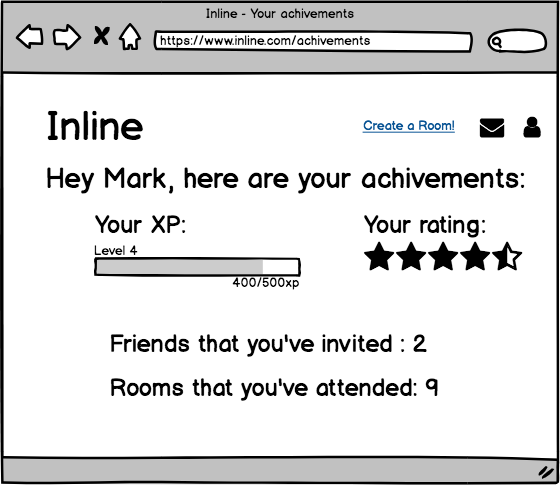 Inline - Your achivements
https://www.inline.com/achivements
Inline
Create a Room!
Hey Mark, here are your achivements:
Your XP:
Your rating:
Level 4
400/500xp
Friends that you've invited : 2
Rooms that you've attended: 9